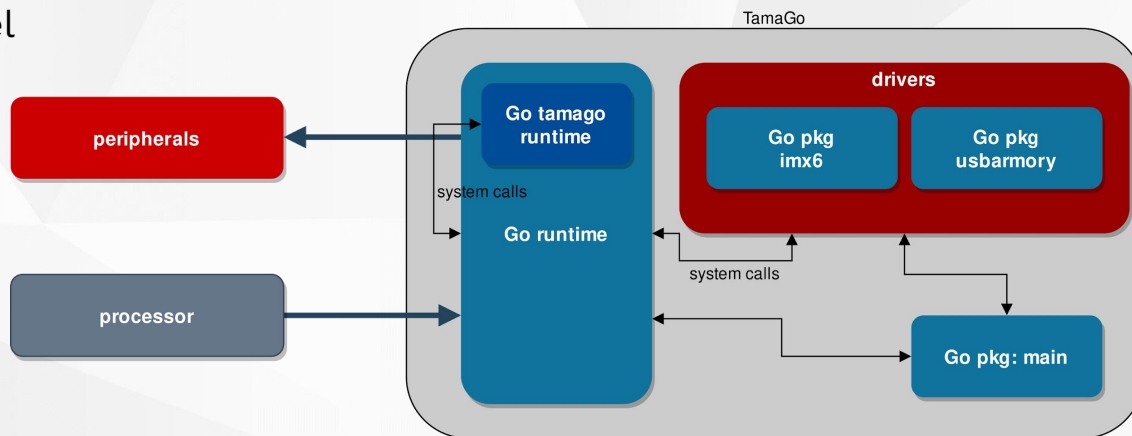 el
TamaGo
peripherals
Go tamago
runtime
system calls
Go runtime
processor
drivers
Go pkg
imx6
Go pkg
usbarmory
system calls
Go pkg: main